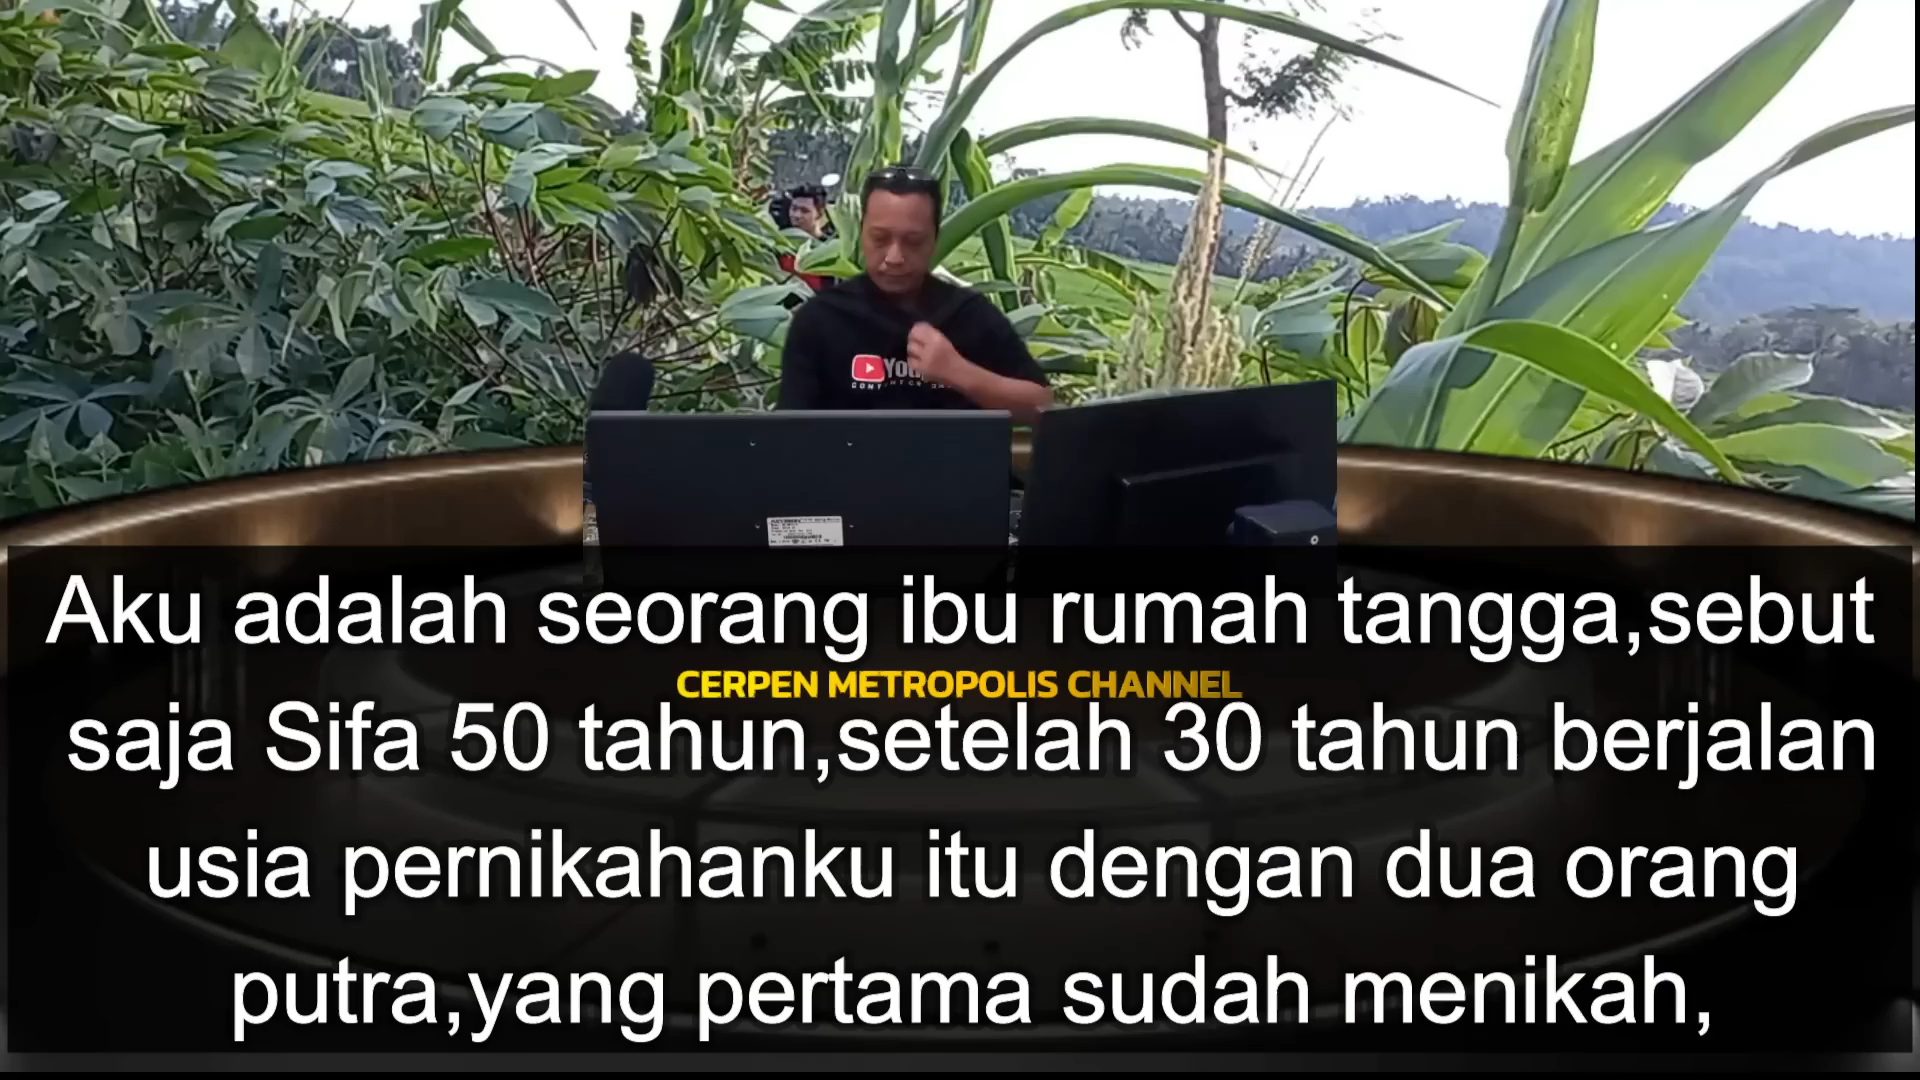 Aku adalah seorang ibu rumah tangga,sebut
CERPEN METROPOLIS CHANNEL
saja Sifa 50 tahun,setelah 30 tahun berjalan
usia pernikahanku itu dengan dua orang
putra,yang pertama sudah menikah,